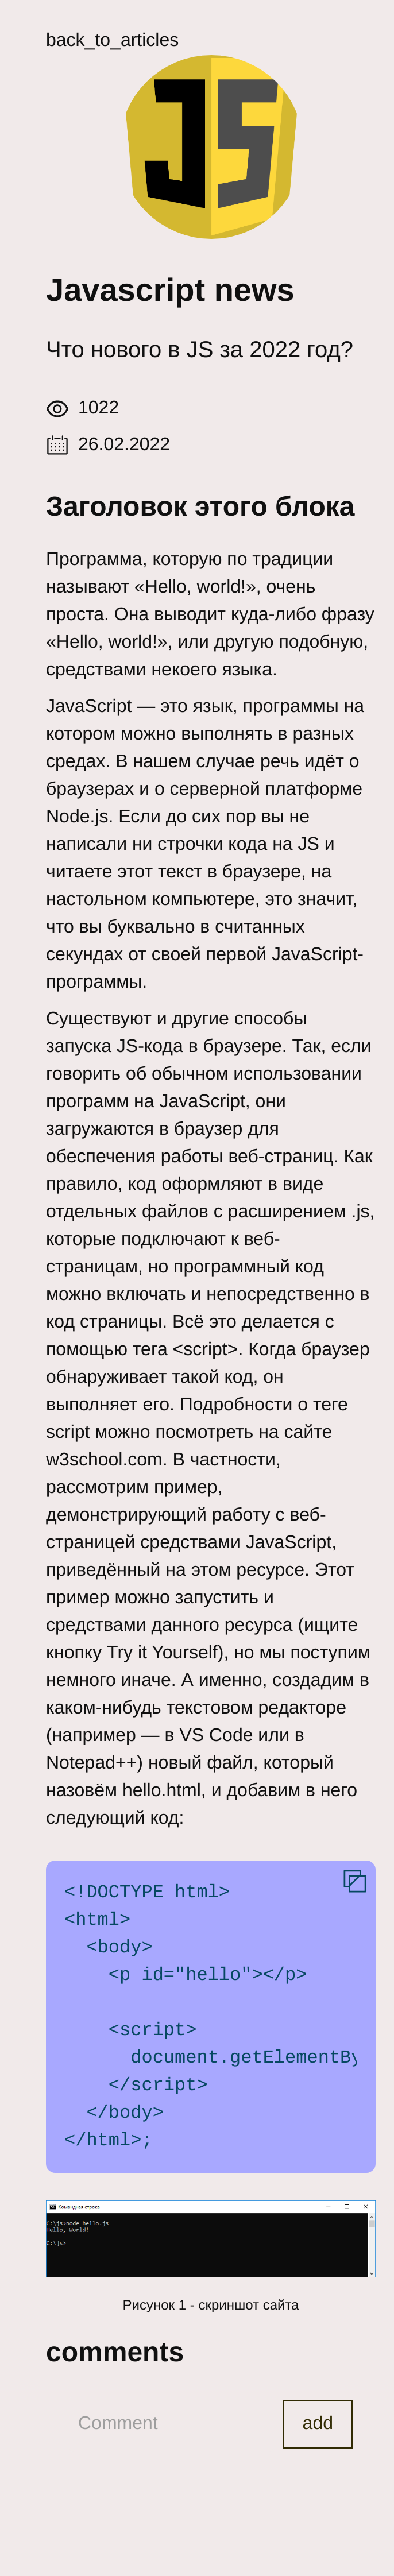 back_to_articles
JS
Javascript news
Что нового в JS за 2022 год?
1022
26.02.2022
Заголовок этого блока
Программа, которую по традиции
называют «Hello, world!», очень
проста. Она выводит куда-либо фразу
«Hello, world!», или другую подобную,
средствами некоего языка.
JavaScript — это язык, программы на
котором можно выполнять в разных
средах. В нашем случае речь идёт о
браузерах и о серверной платформе
Node.js. Если до сих пор вы не
написали ни строчки кода на JS и
читаете этот текст в браузере, на
настольном компьютере, это значит,
что вы буквально в считанных
секундах от своей первой JavaScript-
программы.
Существуют и другие способы
запуска JS-кода в браузере. Так, если
говорить об обычном использовании
программ на JavaScript, они
загружаются в браузер для
обеспечения работы веб-страниц. Как
правило, код оформляют в виде
отдельных файлов с расширением .js,
которые подключают к веб-
страницам, но программный код
можно включать и непосредственно в
код страницы. Всё это делается с
помощью тега <script>. Когда браузер
обнаруживает такой код, он
выполняет его. Подробности о теге
script можно посмотреть на сайте
w3school.com. В частности,
рассмотрим пример,
демонстрирующий работу с веб-
страницей средствами JavaScript,
приведённый на этом ресурсе. Этот
пример можно запустить и
средствами данного ресурса (ищите
кнопку Try it Yourself), но мы поступим
немного иначе. А именно, создадим в
каком-нибудь текстовом редакторе
(например — в VS Code или в
Notepad++) новый файл, который
назовём hello.html, и добавим в него
следующий код:
<!DOCTYPE html>
<html>
  <body>
    <p id="hello"></p>
    <script>
      document.getElementBy
    </script>
  </body>
</html>;
Командная строка
C:\js>node hello.js
Hello, World!
C:\js>
Рисунок 1 - скриншот сайта
comments
Comment
add